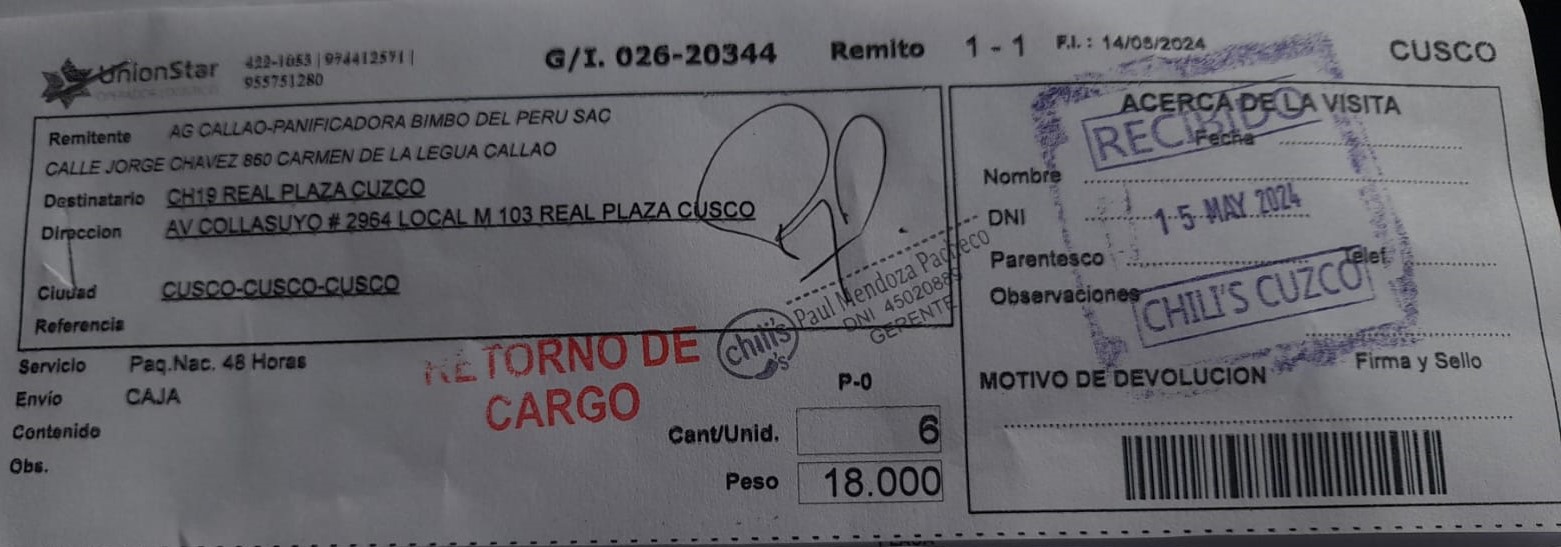 UnionStar
422-1053 | 974412571 |
955751280
G/I. 026-20344
Remito 1 - 1
F.I. : 14/05/2024
CUSCO
Remitente AG CALLAO-PANIFICADORA BIMBO DEL PERU SAC
CALLE JORGE CHAVEZ 860 CARMEN DE LA LEGUA CALLAO
Destinatario CH19 REAL PLAZA CUZCO
Direccion AV COLLASUYO # 2964 LOCAL M 103 REAL PLAZA CUSCO
Ciudad CUSCO-CUSCO-CUSCO
Referencia
Servicio Paq.Nac. 48 Horas
Envío CAJA
Contenido
Obs.
RETORNO DE
CARGO
chili's
Paul Mendoza Pacheco
DNI 4502088
GERENTE
P-0
Cant/Unid. 6
Peso 18.000
ACERCA DE LA VISITA
RECIBIDO
Fecha
Nombre
DNI
15 MAY 2024
Parentesco
Telef
Observaciones
CHILI'S CUZCO
Firma y Sello
MOTIVO DE DEVOLUCION